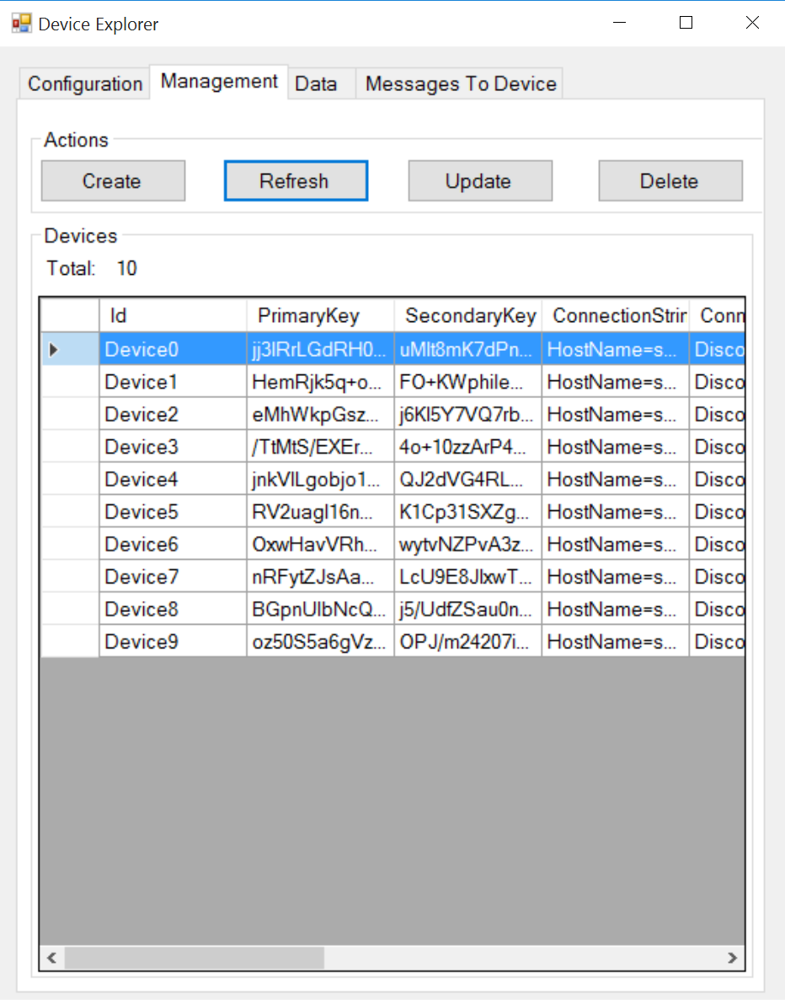 Device Explorer
Configuration Management Data Messages To Device
Actions
Create Refresh Update Delete
Devices
Total: 10
Id PrimaryKey SecondaryKey ConnectionStrin Conn
Device0 jj3lRrLGdRH0... uMlt8mK7dPn... HostName=s... Disco
Device1 HemRjk5q+o... FO+KWphile... HostName=s... Disco
Device2 eMhWkpGsz... j6Kl5Y7VQ7rb... HostName=s... Disco
Device3 /TtMtS/EXEr... 4o+10zzArP4... HostName=s... Disco
Device4 jnkVlLgobjo1... QJ2dVG4RL... HostName=s... Disco
Device5 RV2uagl16n... K1Cp31SXZg... HostName=s... Disco
Device6 OxwHavVRh... wytvNZPvA3z... HostName=s... Disco
Device7 nRFytZJsAa... LcU9E8JlxwT... HostName=s... Disco
Device8 BGpnUlbNcQ... j5/UdfZSau0n... HostName=s... Disco
Device9 oz50S5a6gVz... OPJ/m24207i... HostName=s... Disco